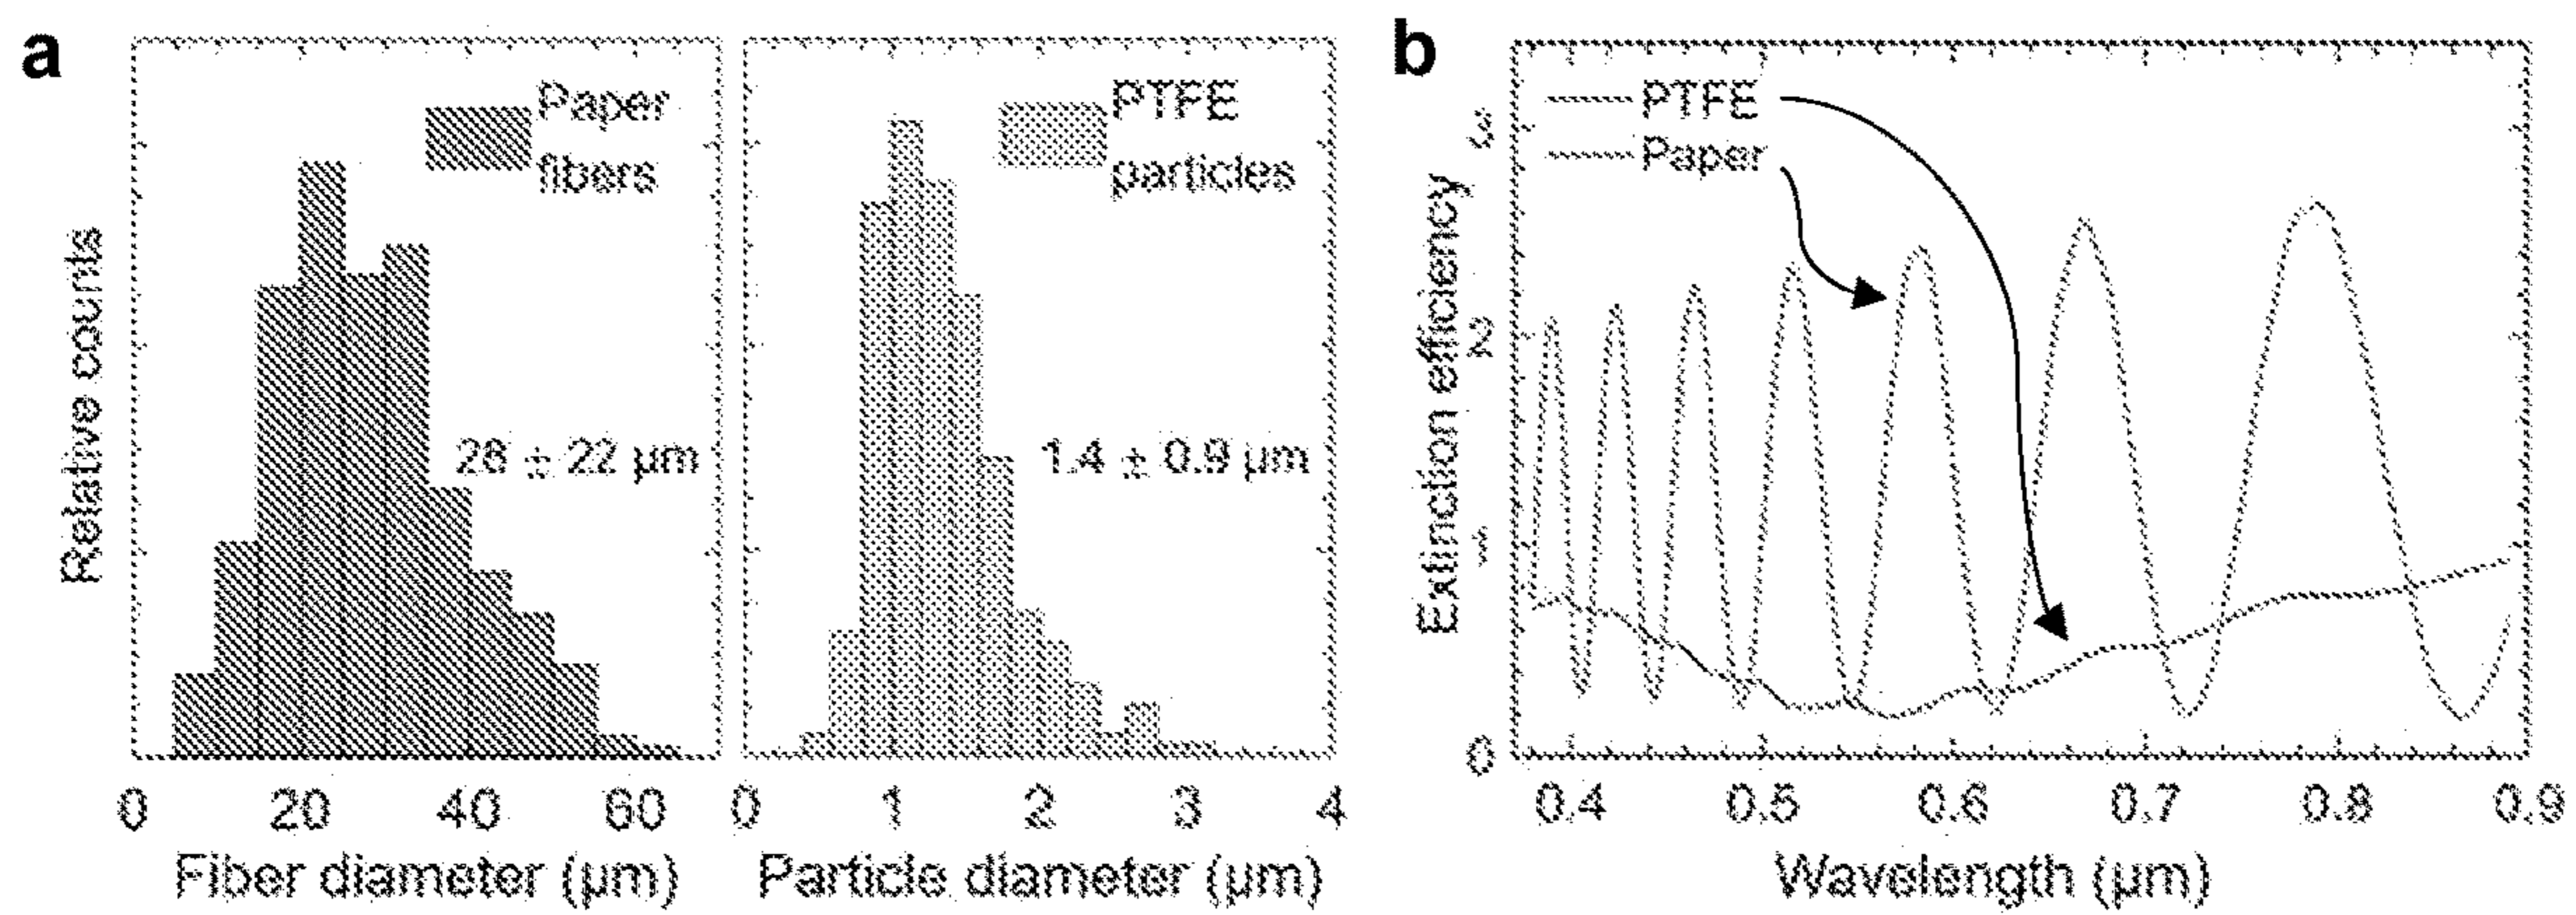 a
Relative counts
Paper
fibers
28 ± 22 μm
0 20 40 60
Fiber diameter (μm)
PTFE
particles
1.4 ± 0.9 μm
0 1 2 3 4
Particle diameter (μm)
b
Extinction efficiency
3
2
1
0
PTFE
Paper
0.4 0.5 0.6 0.7 0.8 0.9
Wavelength (μm)